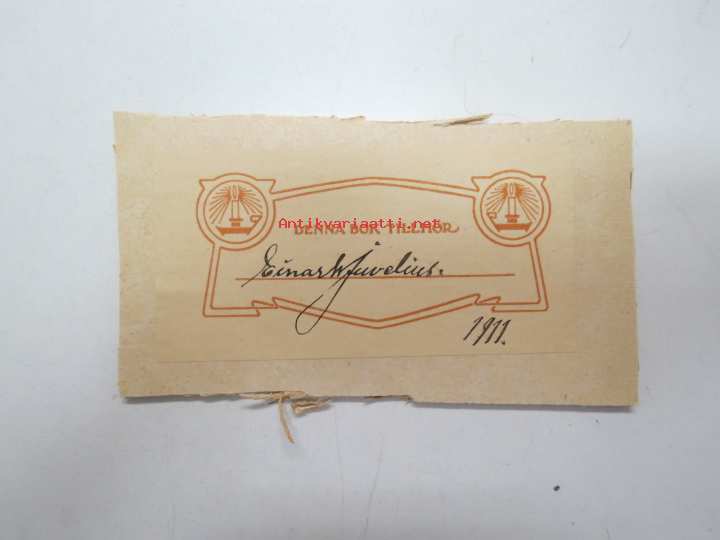 Antikvariaatti.net
DENNA BOK TILLHÖR
Einar W. Juvelius.
1911.